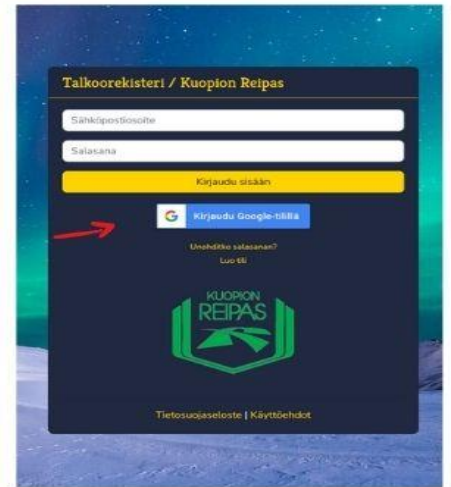 Talkoorekisteri / Kuopion Reipas
Sähköpostiosoite
Salasana
Kirjaudu sisään
G Kirjaudu Google-tilillä
Unohditko salasanan?
Luo tili
KUOPION
REIPAS
Tietosuojaseloste | Käyttöehdot